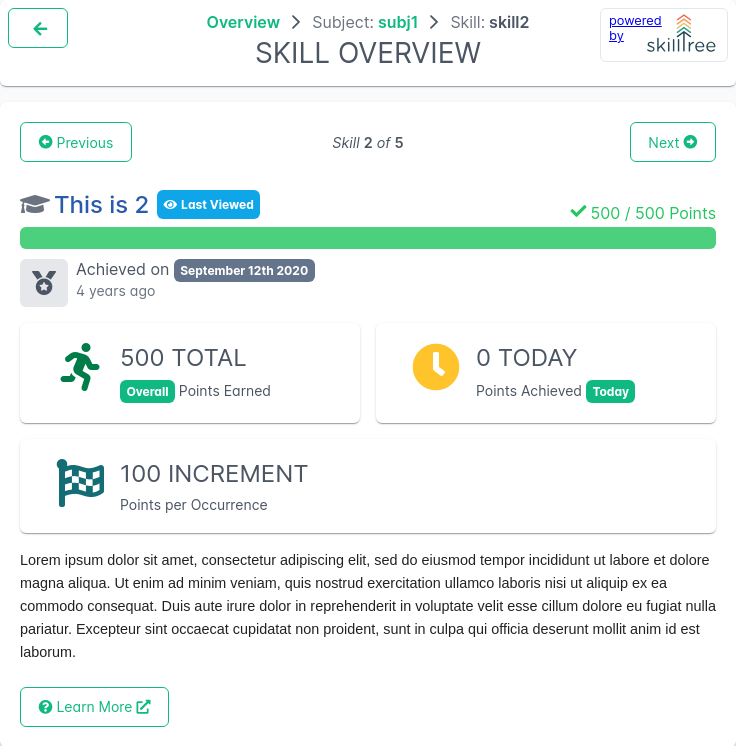 Overview > Subject: subj1 > Skill: skill2
SKILL OVERVIEW
powered
by
skilltree
Previous
Skill 2 of 5
Next
This is 2 Last Viewed
500 / 500 Points
Achieved on September 12th 2020
4 years ago
500 TOTAL
Overall Points Earned
0 TODAY
Points Achieved Today
100 INCREMENT
Points per Occurrence
Lorem ipsum dolor sit amet, consectetur adipiscing elit, sed do eiusmod tempor incididunt ut labore et dolore
magna aliqua. Ut enim ad minim veniam, quis nostrud exercitation ullamco laboris nisi ut aliquip ex ea
commodo consequat. Duis aute irure dolor in reprehenderit in voluptate velit esse cillum dolore eu fugiat nulla
pariatur. Excepteur sint occaecat cupidatat non proident, sunt in culpa qui officia deserunt mollit anim id est
laborum.
Learn More